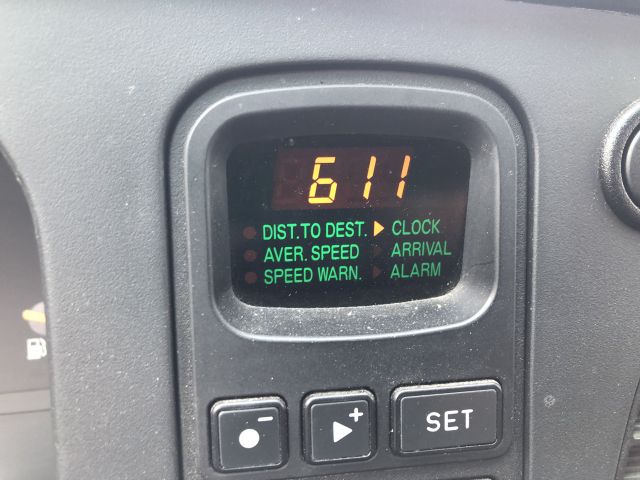 611
DIST. TO DEST. ▶ CLOCK
AVER. SPEED ARRIVAL
SPEED WARN. ALARM
− +
SET